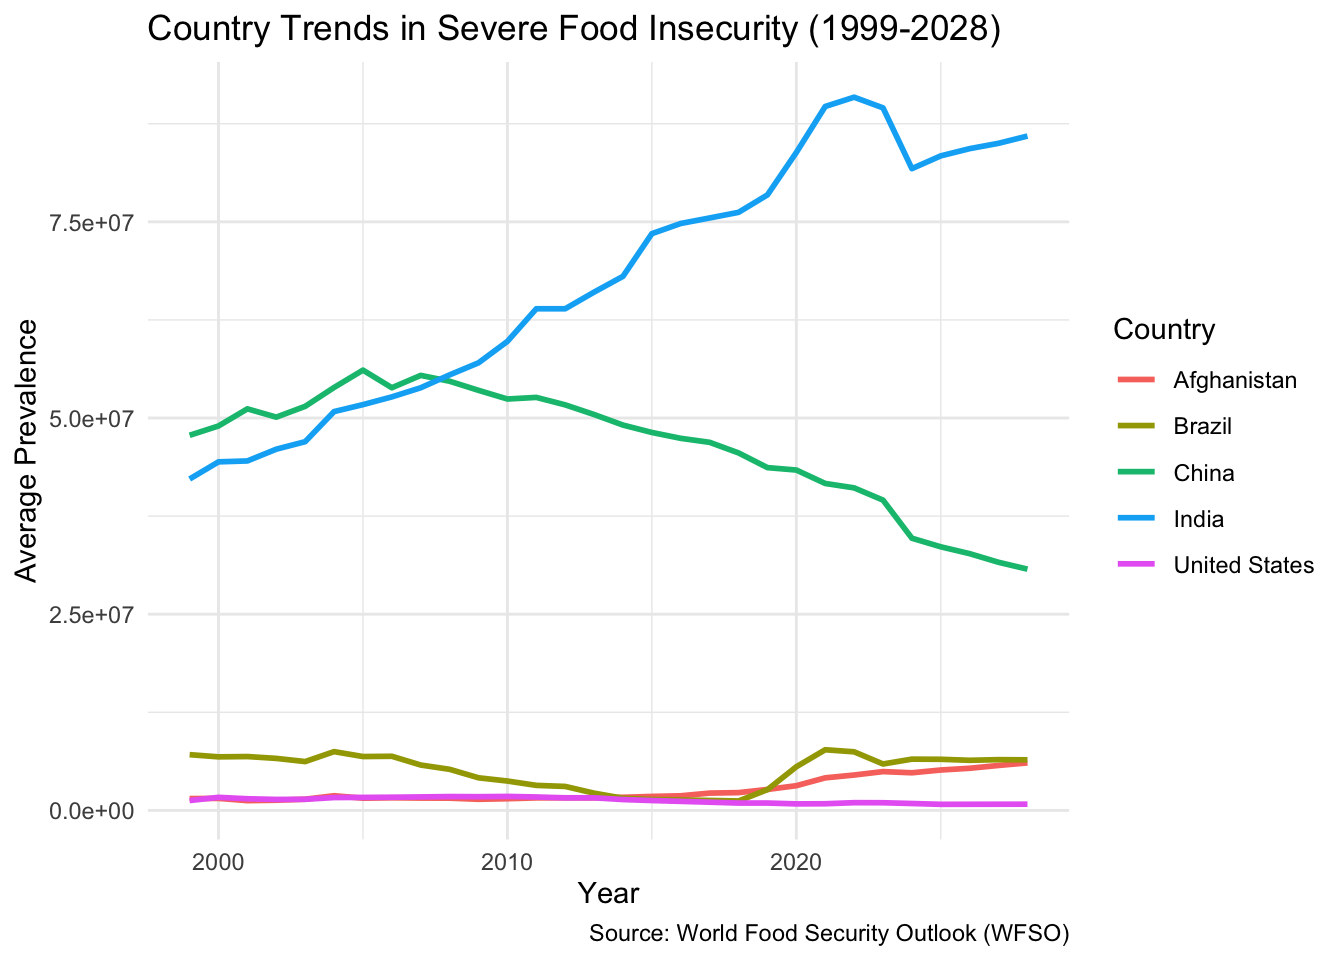 Country Trends in Severe Food Insecurity (1999-2028)
Average Prevalence
7.5e+07
5.0e+07
2.5e+07
0.0e+00
2000
2010
2020
Year
Country
Afghanistan
Brazil
China
India
United States
Source: World Food Security Outlook (WFSO)